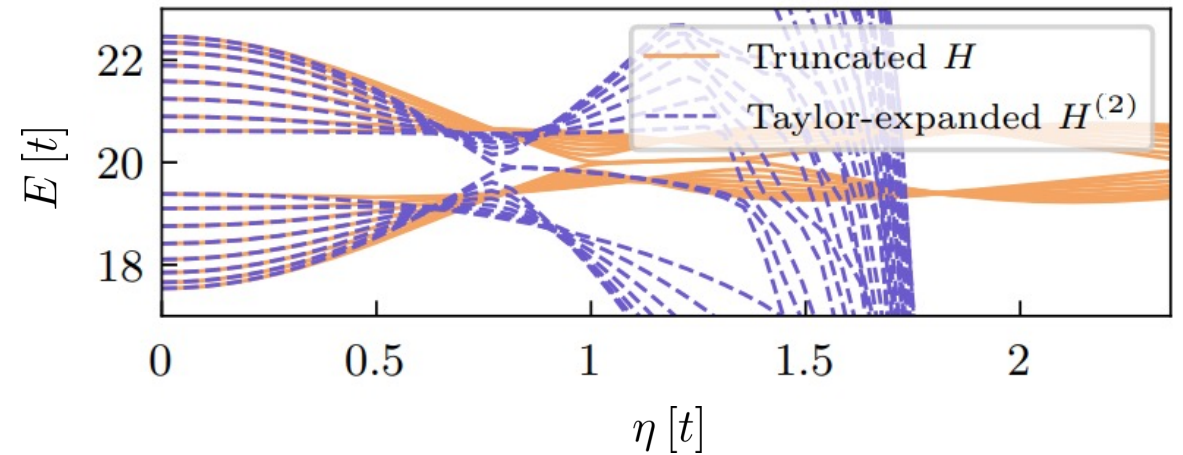 22
20
18
E [t]
Truncated H
Taylor-expanded H^{(2)}
0 0.5 1 1.5 2
η [t]